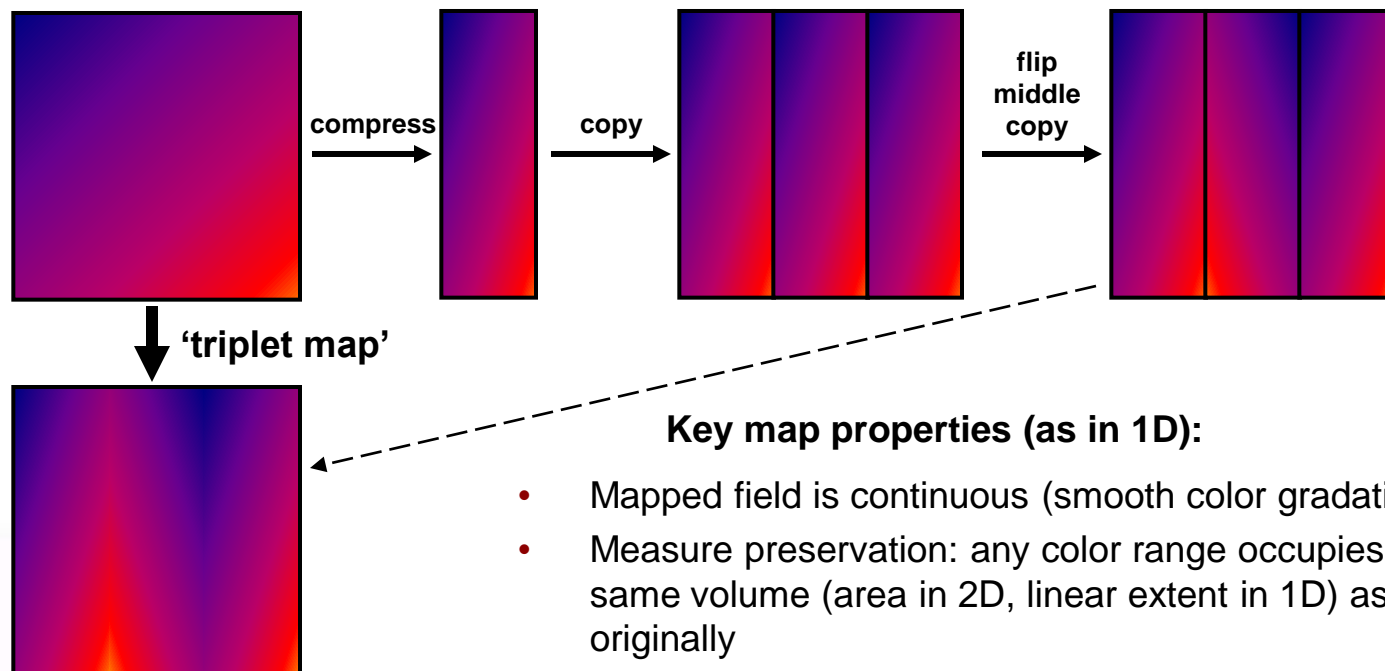 compress
copy
flip
middle
copy
‘triplet map’
Key map properties (as in 1D):
• Mapped field is continuous (smooth color gradati
• Measure preservation: any color range occupies
same volume (area in 2D, linear extent in 1D) as
originally